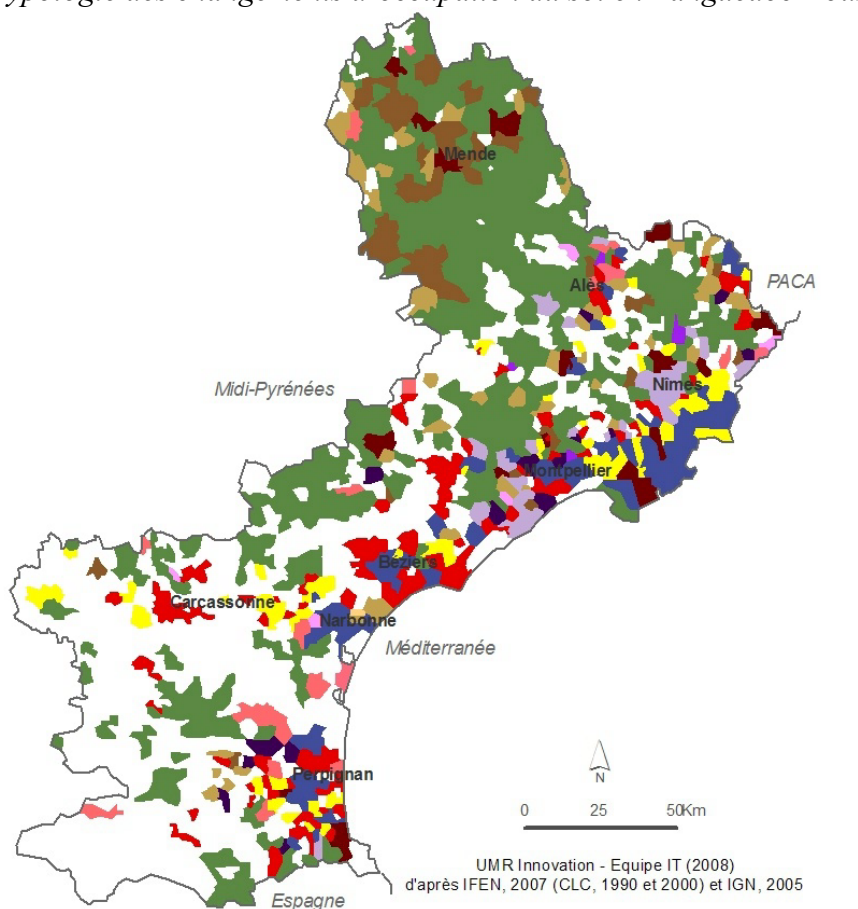 Mende
PACA
Alès
Midi-Pyrénées
Nîmes
Montpellier
Béziers
Carcassonne
Narbonne
Méditerranée
Perpignan
N
0 25 50Km
UMR Innovation - Equipe IT (2008)
d'après IFEN, 2007 (CLC, 1990 et 2000) et IGN, 2005
Espagne